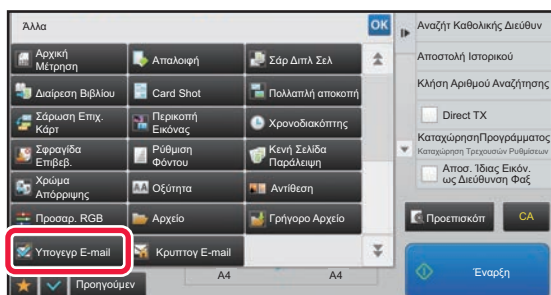 Άλλα
OK
Αναζήτ Καθολικής Διεύθυν
Αρχική
Μέτρηση
Απαλοιφή
Σάρ Διπλ Σελ
Αποστολή Ιστορικού
Διαίρεση Βιβλίου
Card Shot
Πολλαπλή αποκοπή
Κλήση Αριθμού Αναζήτησης
Σάρωση Επιχ.
Κάρτ
Περικοπή
Εικόνας
Χρονοδιακόπτης
Direct TX
Σφραγίδα
Επιβεβ.
Ρύθμιση
Φόντου
Κενή Σελίδα
Παράλειψη
ΚαταχώρησηΠρογράμματος
Καταχώρηση Τρεχουσών Ρυθμίσεων
Χρώμα
Απόρριψης
AA Οξύτητα
Αντίθεση
Αποσ. Ίδιας Εικόν.
ως Διεύθυνση Φαξ
Προσαρ. RGB
Αρχείο
Γρήγορο Αρχείο
Προεπισκόπ
CA
Υπογεγρ E-mail
Κρυπτογ E-mail
Προηγούμεν
A4
A4
Έναρξη